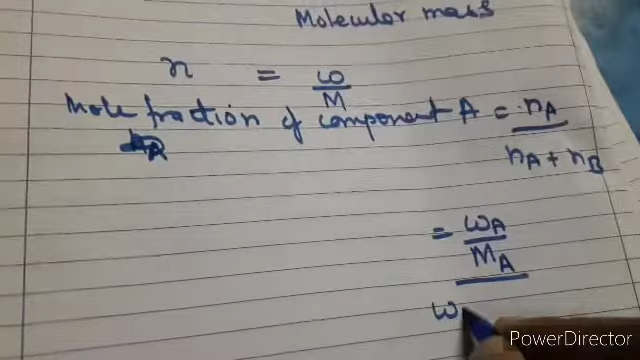 Molecular mass
n = w/M
Mole fraction of component A = nA / nA + nB
= wA/MA
w
PowerDirector